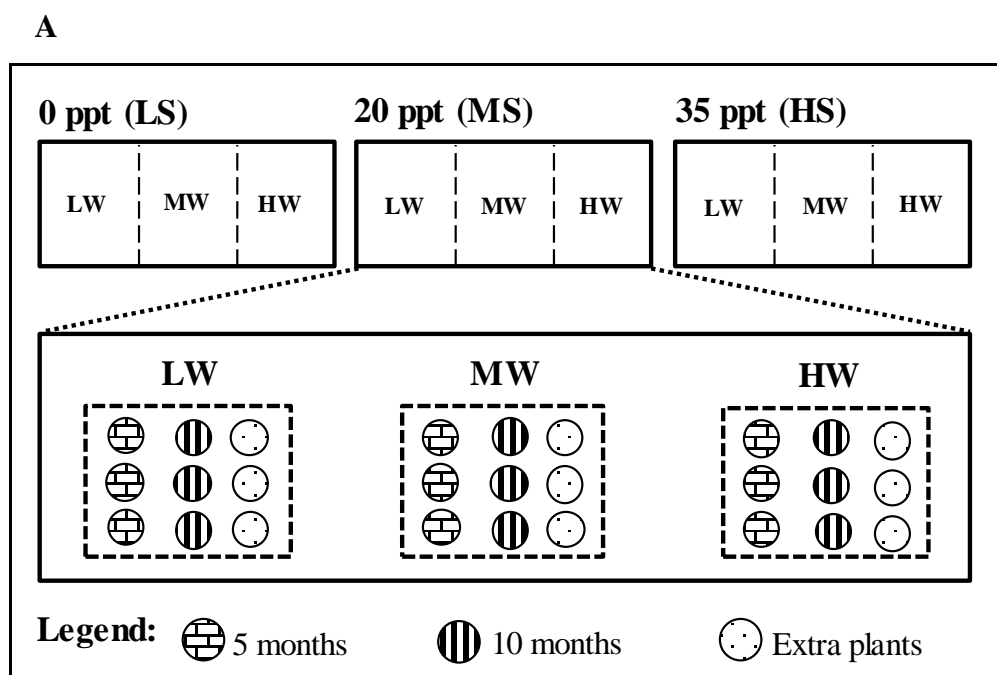 A
0 ppt (LS) 20 ppt (MS) 35 ppt (HS)
LW MW HW LW MW HW LW MW HW
LW MW HW
Legend: 5 months 10 months Extra plants